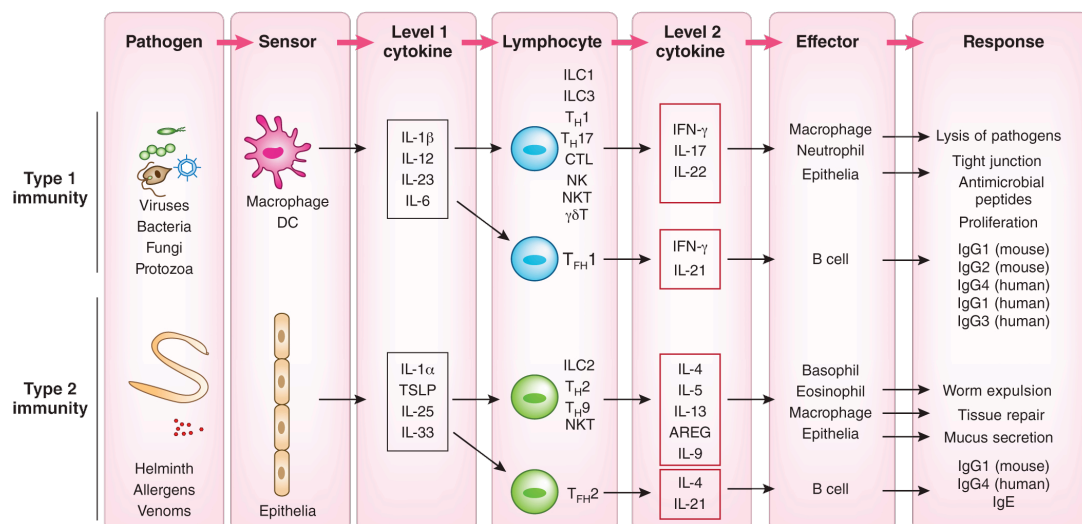 Pathogen
Sensor
Level 1
cytokine
Lymphocyte
Level 2
cytokine
Effector
Response
Type 1
immunity
Viruses
Bacteria
Fungi
Protozoa
Macrophage
DC
IL-1β
IL-12
IL-23
IL-6
ILC1
ILC3
TH1
TH17
CTL
NK
NKT
γδT
IFN-γ
IL-17
IL-22
Macrophage
Neutrophil
Epithelia
Lysis of pathogens
Tight junction
Antimicrobial
peptides
Proliferation
TFH1
IFN-γ
IL-21
B cell
IgG1 (mouse)
IgG2 (mouse)
IgG4 (human)
IgG1 (human)
IgG3 (human)
Type 2
immunity
Helminth
Allergens
Venoms
Epithelia
IL-1α
TSLP
IL-25
IL-33
ILC2
TH2
TH9
NKT
IL-4
IL-5
IL-13
AREG
IL-9
Basophil
Eosinophil
Macrophage
Epithelia
Worm expulsion
Tissue repair
Mucus secretion
TFH2
IL-4
IL-21
B cell
IgG1 (mouse)
IgG4 (human)
IgE